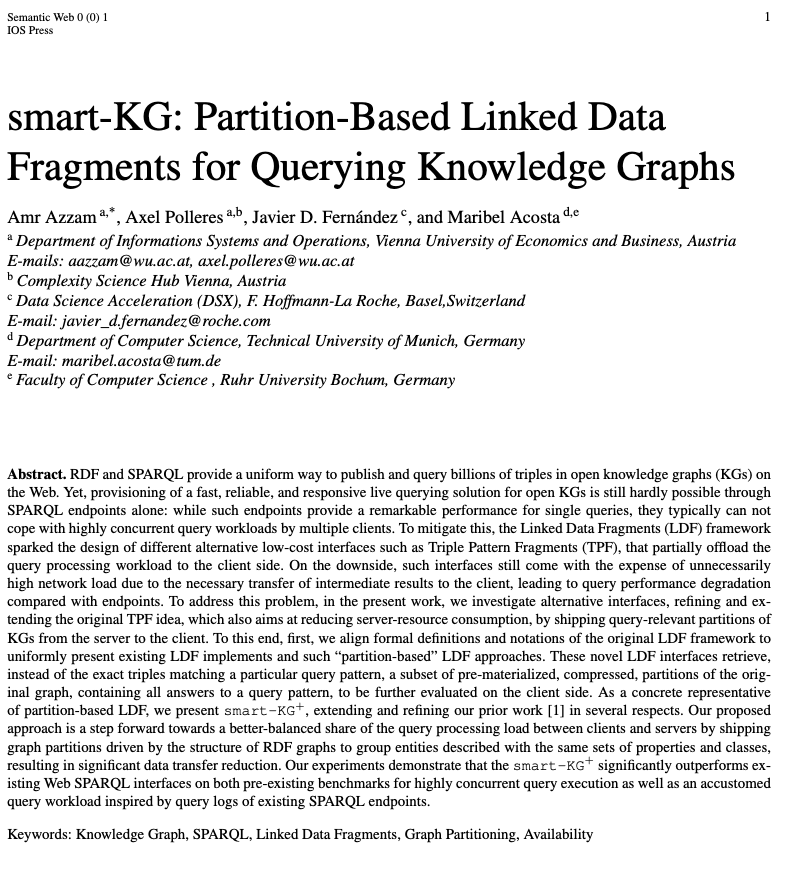 Semantic Web 0 (0) 1
1
IOS Press
smart-KG: Partition-Based Linked Data
Fragments for Querying Knowledge Graphs
Amr Azzam a,*, Axel Polleres a,b, Javier D. Fernández c, and Maribel Acosta d,e
a Department of Informations Systems and Operations, Vienna University of Economics and Business, Austria
E-mails: aazzam@wu.ac.at, axel.polleres@wu.ac.at
b Complexity Science Hub Vienna, Austria
c Data Science Acceleration (DSX), F. Hoffmann-La Roche, Basel,Switzerland
E-mail: javier_d.fernandez@roche.com
d Department of Computer Science, Technical University of Munich, Germany
E-mail: maribel.acosta@tum.de
e Faculty of Computer Science , Ruhr University Bochum, Germany
Abstract. RDF and SPARQL provide a uniform way to publish and query billions of triples in open knowledge graphs (KGs) on
the Web. Yet, provisioning of a fast, reliable, and responsive live querying solution for open KGs is still hardly possible through
SPARQL endpoints alone: while such endpoints provide a remarkable performance for single queries, they typically can not
cope with highly concurrent query workloads by multiple clients. To mitigate this, the Linked Data Fragments (LDF) framework
sparked the design of different alternative low-cost interfaces such as Triple Pattern Fragments (TPF), that partially offload the
query processing workload to the client side. On the downside, such interfaces still come with the expense of unnecessarily
high network load due to the necessary transfer of intermediate results to the client, leading to query performance degradation
compared with endpoints. To address this problem, in the present work, we investigate alternative interfaces, refining and ex-
tending the original TPF idea, which also aims at reducing server-resource consumption, by shipping query-relevant partitions of
KGs from the server to the client. To this end, first, we align formal definitions and notations of the original LDF framework to
uniformly present existing LDF implements and such “partition-based” LDF approaches. These novel LDF interfaces retrieve,
instead of the exact triples matching a particular query pattern, a subset of pre-materialized, compressed, partitions of the orig-
inal graph, containing all answers to a query pattern, to be further evaluated on the client side. As a concrete representative
of partition-based LDF, we present smart-KG+, extending and refining our prior work [1] in several respects. Our proposed
approach is a step forward towards a better-balanced share of the query processing load between clients and servers by shipping
graph partitions driven by the structure of RDF graphs to group entities described with the same sets of properties and classes,
resulting in significant data transfer reduction. Our experiments demonstrate that the smart-KG+ significantly outperforms ex-
isting Web SPARQL interfaces on both pre-existing benchmarks for highly concurrent query execution as well as an accustomed
query workload inspired by query logs of existing SPARQL endpoints.
Keywords: Knowledge Graph, SPARQL, Linked Data Fragments, Graph Partitioning, Availability